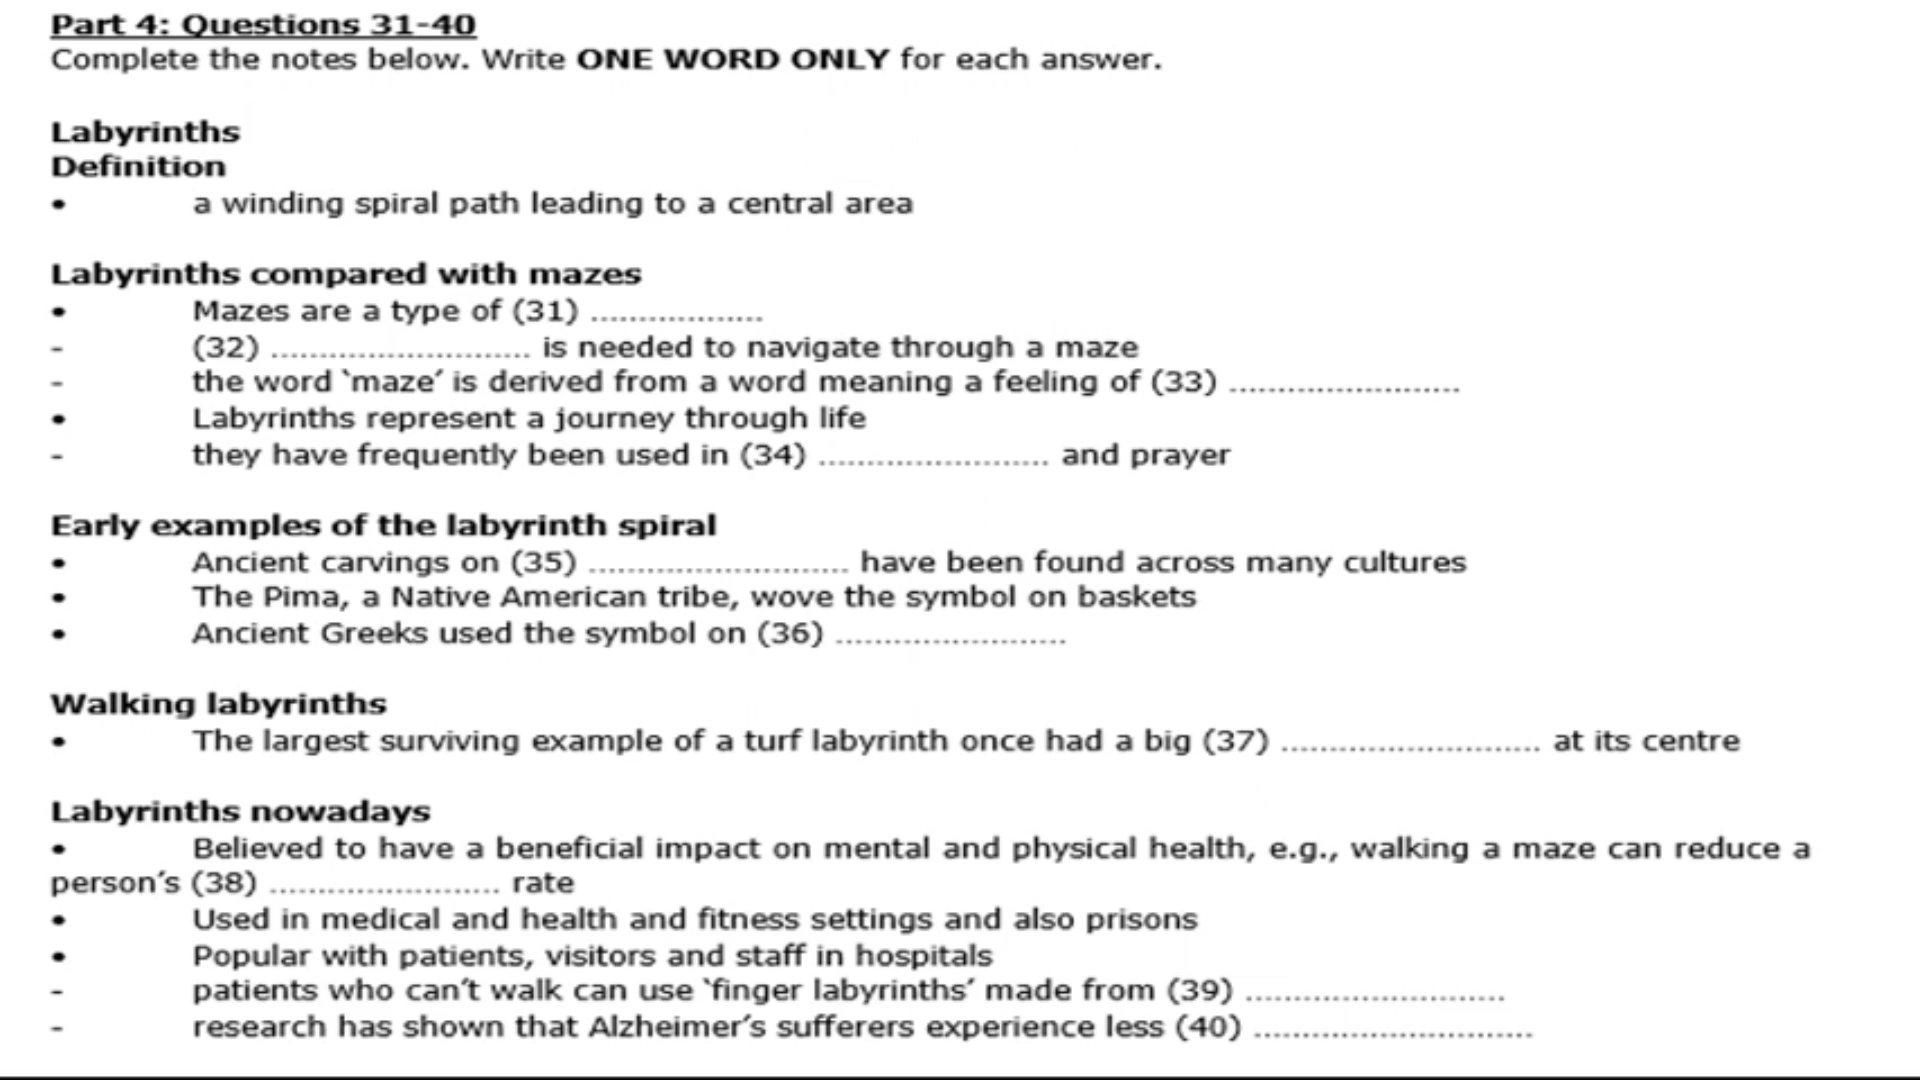 Part 4: Questions 31-40
Complete the notes below. Write ONE WORD ONLY for each answer.
Labyrinths
Definition
• a winding spiral path leading to a central area
Labyrinths compared with mazes
• Mazes are a type of (31) ..................
- (32) ........................... is needed to navigate through a maze
- the word ‘maze’ is derived from a word meaning a feeling of (33) ........................
• Labyrinths represent a journey through life
- they have frequently been used in (34) ........................ and prayer
Early examples of the labyrinth spiral
• Ancient carvings on (35) ........................... have been found across many cultures
• The Pima, a Native American tribe, wove the symbol on baskets
• Ancient Greeks used the symbol on (36) ........................
Walking labyrinths
• The largest surviving example of a turf labyrinth once had a big (37) ........................... at its centre
Labyrinths nowadays
• Believed to have a beneficial impact on mental and physical health, e.g., walking a maze can reduce a
person’s (38) ........................ rate
• Used in medical and health and fitness settings and also prisons
• Popular with patients, visitors and staff in hospitals
- patients who can’t walk can use ‘finger labyrinths’ made from (39) ...........................
- research has shown that Alzheimer’s sufferers experience less (40) .............................